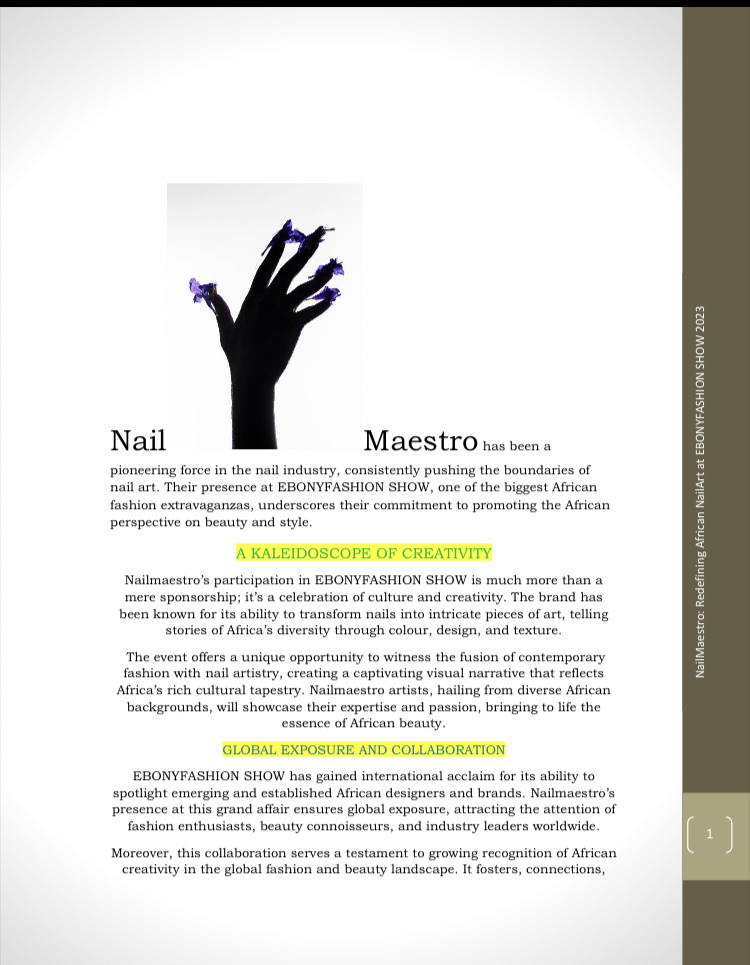 Nail Maestro has been a
pioneering force in the nail industry, consistently pushing the boundaries of
nail art. Their presence at EBONYFASHION SHOW, one of the biggest African
fashion extravaganzas, underscores their commitment to promoting the African
perspective on beauty and style.
A KALEIDOSCOPE OF CREATIVITY
Nailmaestro’s participation in EBONYFASHION SHOW is much more than a
mere sponsorship; it’s a celebration of culture and creativity. The brand has
been known for its ability to transform nails into intricate pieces of art, telling
stories of Africa’s diversity through colour, design, and texture.
The event offers a unique opportunity to witness the fusion of contemporary
fashion with nail artistry, creating a captivating visual narrative that reflects
Africa’s rich cultural tapestry. Nailmaestro artists, hailing from diverse African
backgrounds, will showcase their expertise and passion, bringing to life the
essence of African beauty.
GLOBAL EXPOSURE AND COLLABORATION
EBONYFASHION SHOW has gained international acclaim for its ability to
spotlight emerging and established African designers and brands. Nailmaestro’s
presence at this grand affair ensures global exposure, attracting the attention of
fashion enthusiasts, beauty connoisseurs, and industry leaders worldwide.
Moreover, this collaboration serves a testament to growing recognition of African
creativity in the global fashion and beauty landscape. It fosters, connections,
NailMaestro: Redefining African NailArt at EBONYFASHION SHOW 2023
1